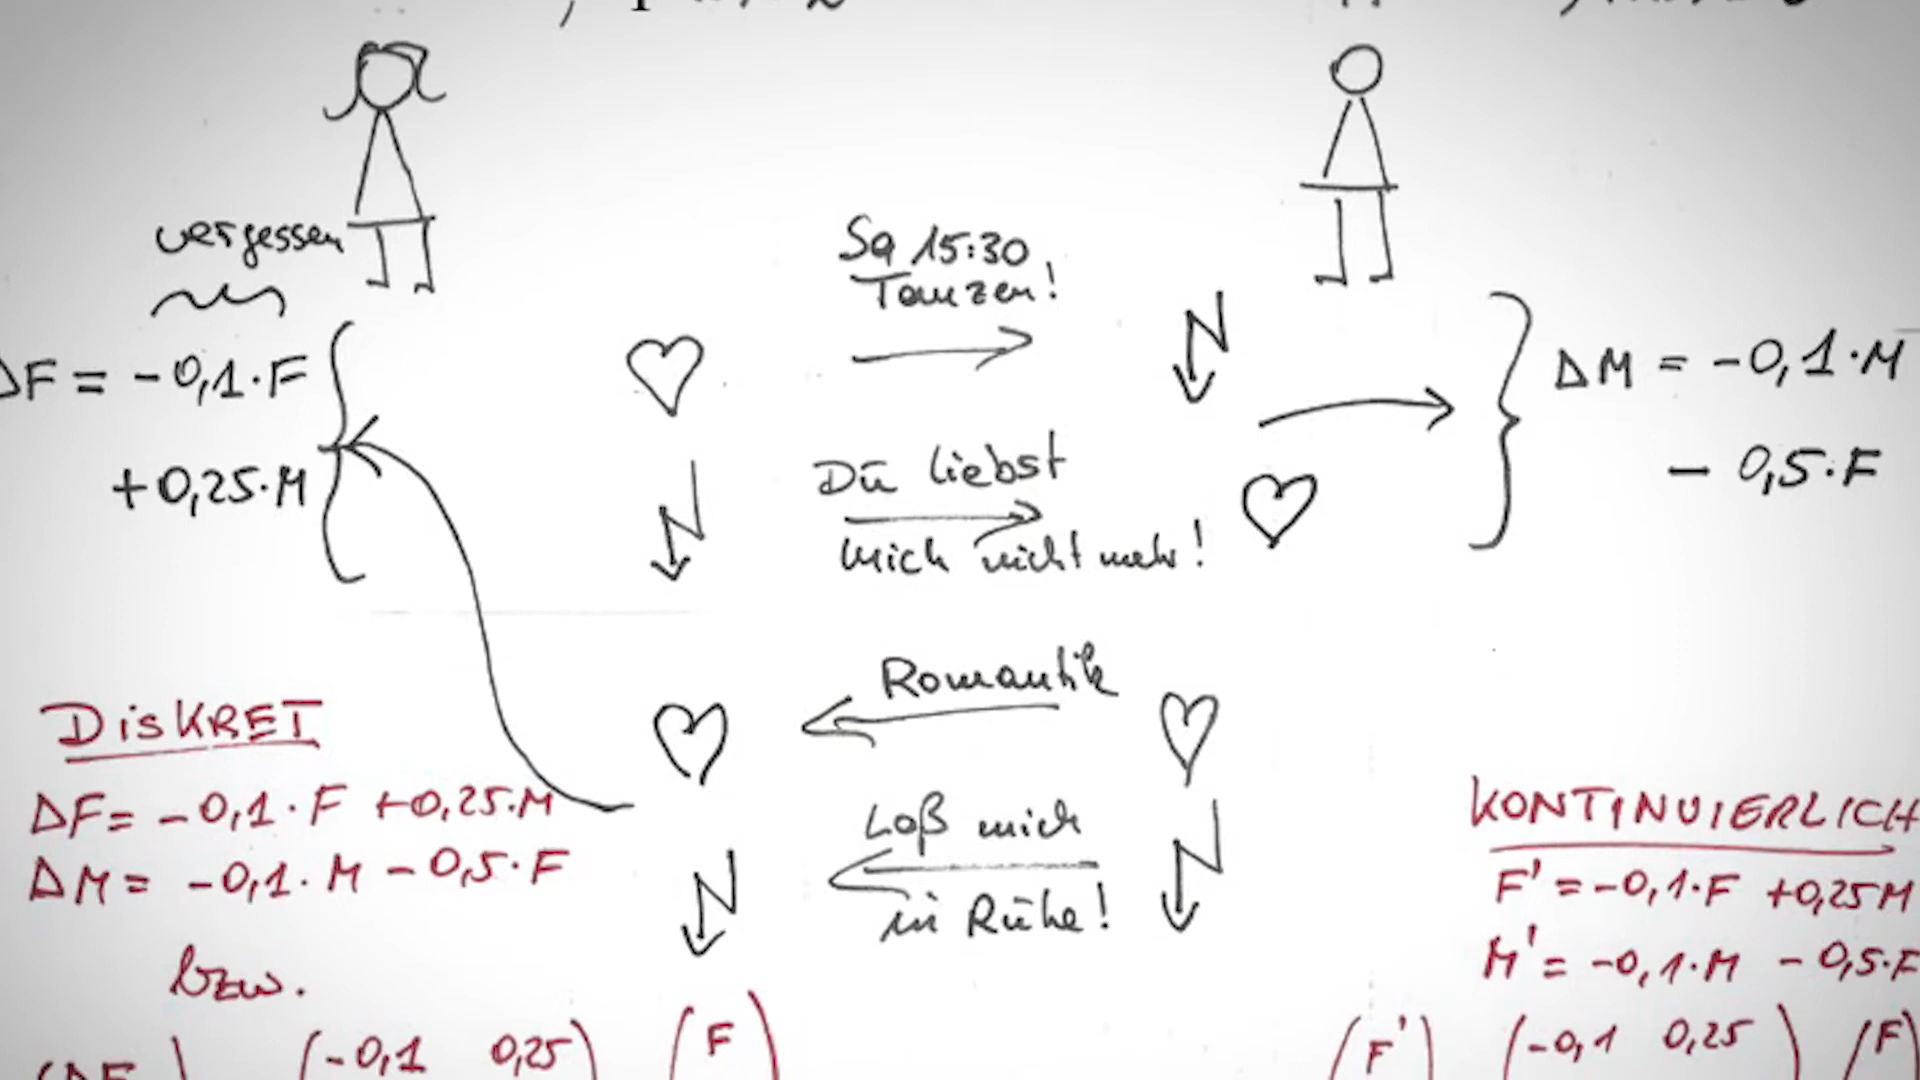 vergessen
Sa 15:30
Tanzen!
ΔF = -0,1·F
+0,25·M
ΔM = -0,1·M
- 0,5·F
Du liebst
mich nicht mehr!
Romantik
Laß mich
in Ruhe!
DISKRET
ΔF = -0,1·F +0,25·M
ΔM = -0,1·M -0,5·F
bzw.
(-0,1 0,25) (F)
KONTINUIERLICH
F' = -0,1·F +0,25M
M' = -0,1·M -0,5·F
(F') (-0,1 0,25) (F)